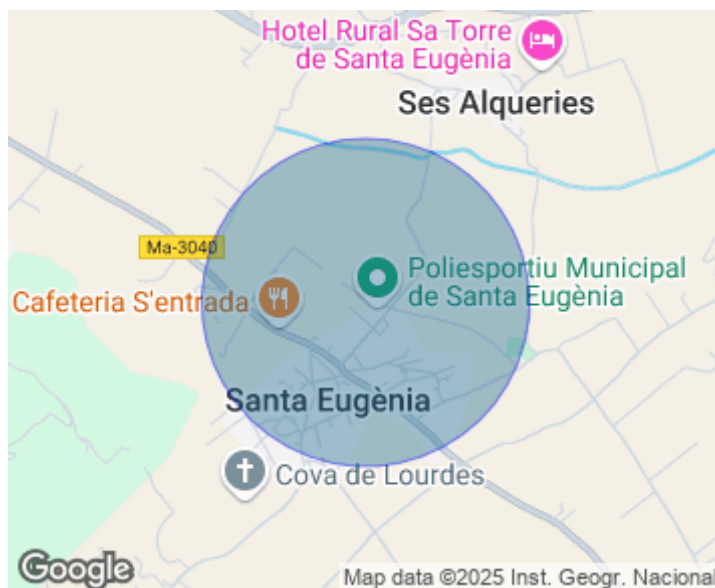 Hotel Rural Sa Torre
de Santa Eugènia
Ses Alqueries
Ma-3040
Poliesportiu Municipal
de Santa Eugènia
Cafeteria S'entrada
Santa Eugènia
Cova de Lourdes
Google
Map data ©2025 Inst. Geogr. Nacional